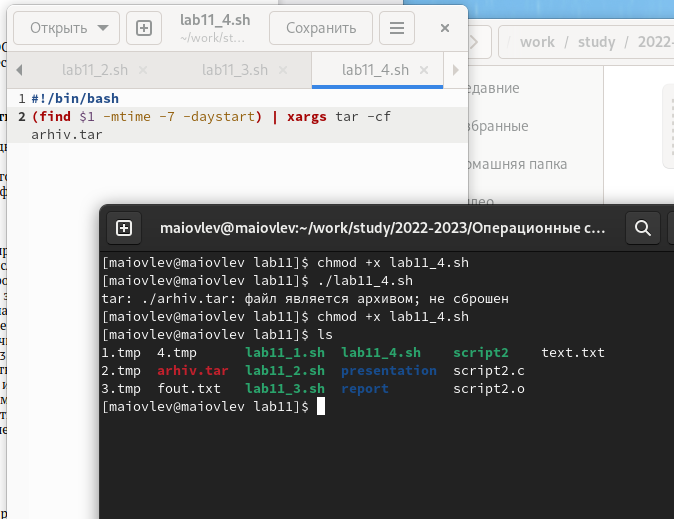 Открыть
lab11_4.sh
~/work/st…
Сохранить
lab11_2.sh
lab11_3.sh
lab11_4.sh
1 #!/bin/bash
2 (find $1 -mtime -7 -daystart) | xargs tar -cf
arhiv.tar
work / study / 2022-
едавние
збранные
омашняя папка
maiovlev@maiovlev:~/work/study/2022-2023/Операционные с…
[maiovlev@maiovlev lab11]$ chmod +x lab11_4.sh
[maiovlev@maiovlev lab11]$ ./lab11_4.sh
tar: ./arhiv.tar: файл является архивом; не сброшен
[maiovlev@maiovlev lab11]$ chmod +x lab11_4.sh
[maiovlev@maiovlev lab11]$ ls
1.tmp 4.tmp lab11_1.sh lab11_4.sh script2 text.txt
2.tmp arhiv.tar lab11_2.sh presentation script2.c
3.tmp fout.txt lab11_3.sh report script2.o
[maiovlev@maiovlev lab11]$